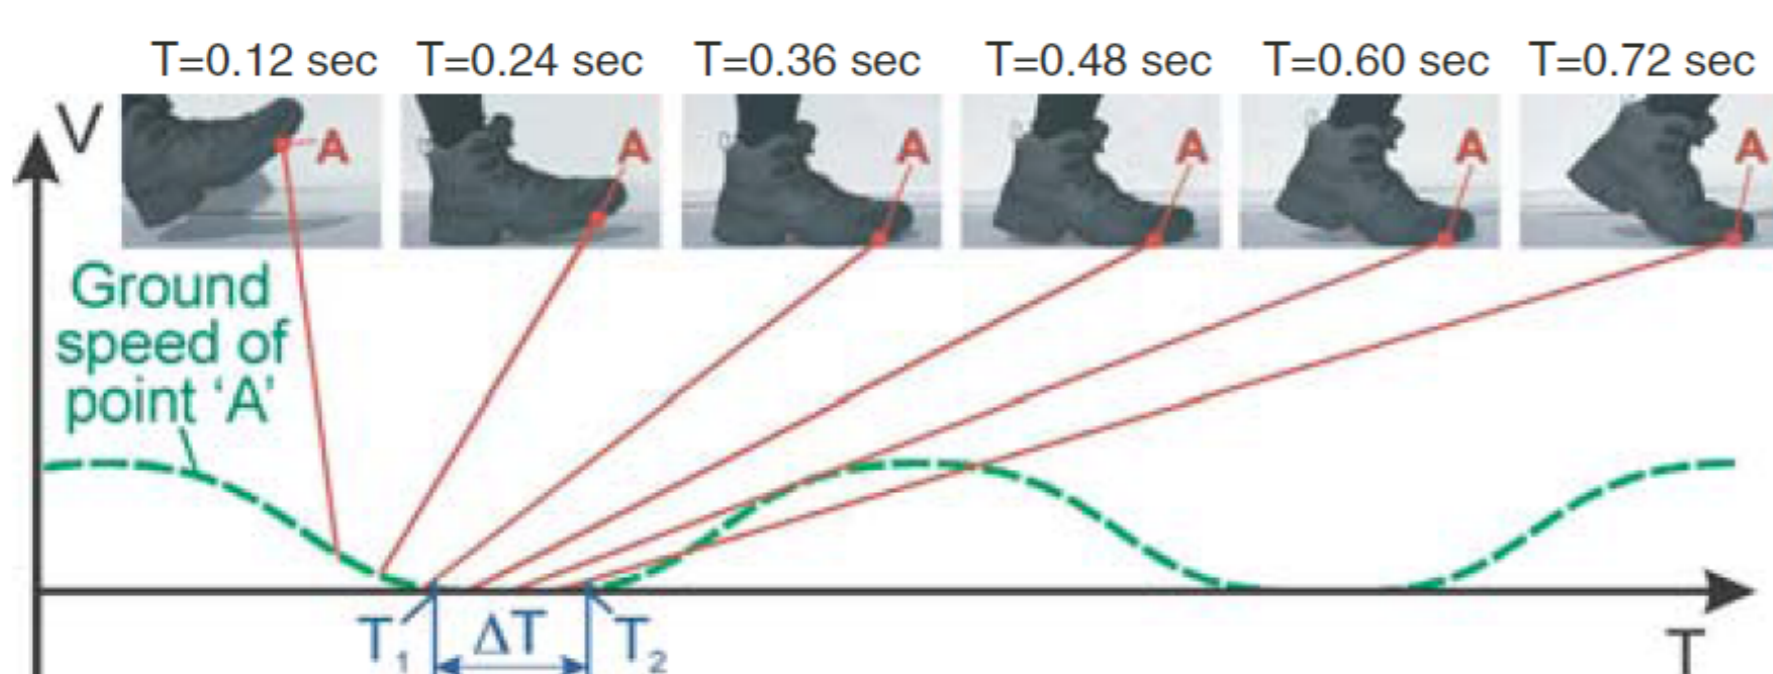 T=0.12 sec T=0.24 sec T=0.36 sec T=0.48 sec T=0.60 sec T=0.72 sec
V
A A A A A A
Ground
speed of
point ‘A’
T₁ ΔT T₂
T